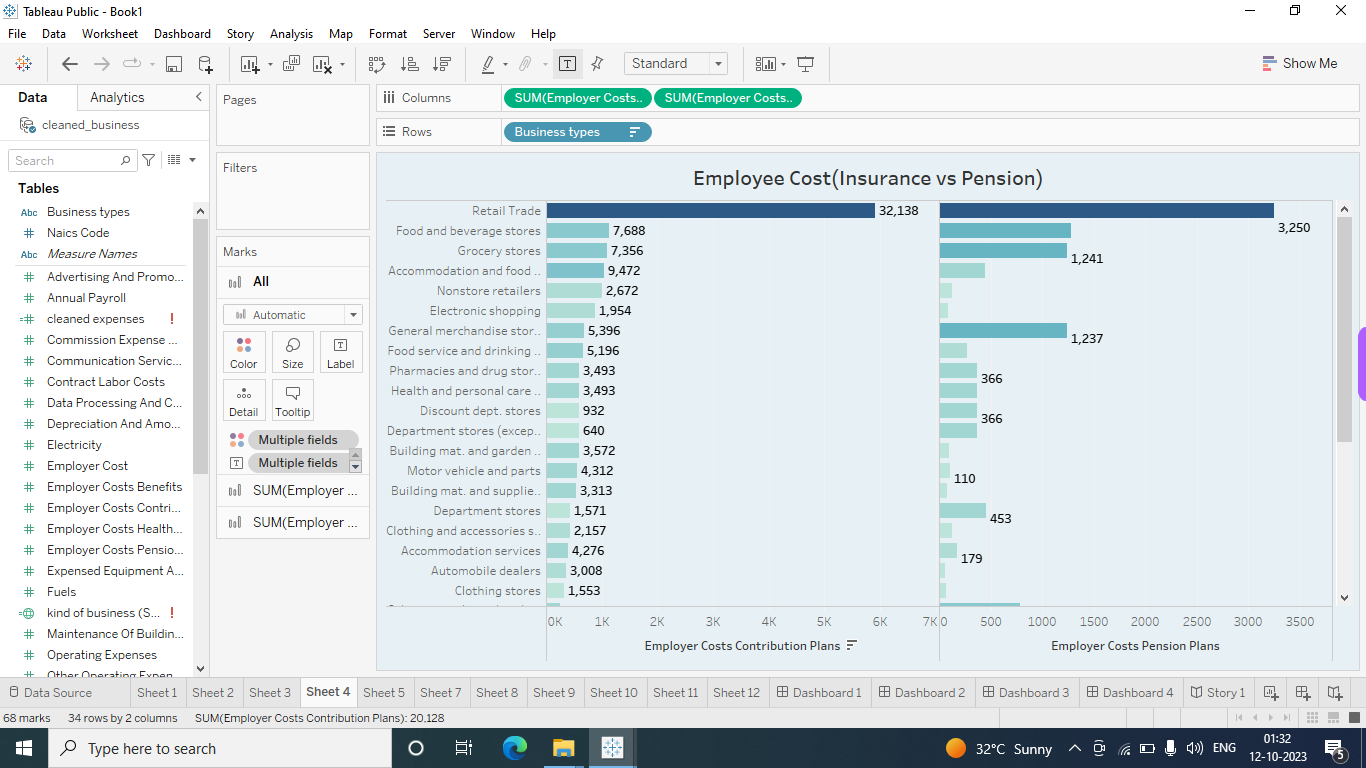 Tableau Public - Book1
File Data Worksheet Dashboard Story Analysis Map Format Server Window Help
Standard
Show Me
Data Analytics
cleaned_business
Search
Tables
Abc Business types
# Naics Code
Abc Measure Names
# Advertising And Promo...
# Annual Payroll
=# cleaned expenses !
# Commission Expense ...
# Communication Servic...
# Contract Labor Costs
# Data Processing And C...
# Depreciation And Amo...
# Electricity
# Employer Cost
# Employer Costs Benefits
# Employer Costs Contri...
# Employer Costs Health...
# Employer Costs Pensio...
# Expensed Equipment A...
# Fuels
kind of business (S... !
# Maintenance Of Buildin...
# Operating Expenses
Pages
Filters
Marks
All
Automatic
Color Size Label
Detail Tooltip
Multiple fields
Multiple fields
SUM(Employer ...
SUM(Employer ...
Columns SUM(Employer Costs.. SUM(Employer Costs..
Rows Business types
Employee Cost(Insurance vs Pension)
Retail Trade 32,138 3,250
Food and beverage stores 7,688
Grocery stores 7,356 1,241
Accommodation and food .. 9,472
Nonstore retailers 2,672
Electronic shopping 1,954
General merchandise stor.. 5,396 1,237
Food service and drinking .. 5,196
Pharmacies and drug stor.. 3,493 366
Health and personal care .. 3,493
Discount dept. stores 932 366
Department stores (excep.. 640
Building mat. and garden .. 3,572
Motor vehicle and parts 4,312 110
Building mat. and supplie.. 3,313
Department stores 1,571 453
Clothing and accessories s.. 2,157
Accommodation services 4,276 179
Automobile dealers 3,008
Clothing stores 1,553
0K 1K 2K 3K 4K 5K 6K 7K 0 500 1000 1500 2000 2500 3000 3500
Employer Costs Contribution Plans Employer Costs Pension Plans
Data Source Sheet 1 Sheet 2 Sheet 3 Sheet 4 Sheet 5 Sheet 7 Sheet 8 Sheet 9 Sheet 10 Sheet 11 Sheet 12 Dashboard 1 Dashboard 2 Dashboard 3 Dashboard 4 Story 1
68 marks 34 rows by 2 columns SUM(Employer Costs Contribution Plans): 20,128
Type here to search
32°C Sunny
ENG
01:32
12-10-2023
5